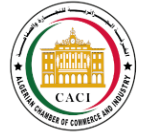 الغرفة الجزائرية للتجارة والصناعة
CACI
ALGERIAN CHAMBER OF COMMERCE AND INDUSTRY